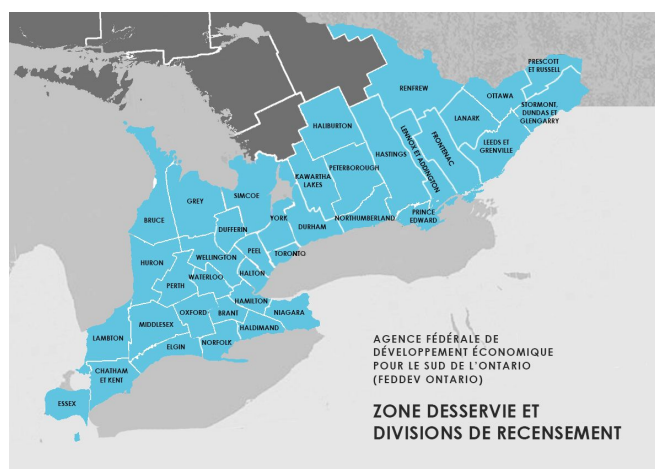 PRESCOTT
ET RUSSELL
RENFREW
OTTAWA
STORMONT,
DUNDAS ET
GLENGARRY
LANARK
HALIBURTON
LEEDS ET
GRENVILLE
HASTINGS
LENNOX ET ADDINGTON
FRONTENAC
PETERBOROUGH
KAWARTHA
LAKES
SIMCOE
GREY
BRUCE
YORK
DURHAM
NORTHUMBERLAND
PRINCE
EDWARD
DUFFERIN
PEEL
TORONTO
WELLINGTON
HURON
WATERLOO
HALTON
PERTH
HAMILTON
OXFORD
BRANT
NIAGARA
MIDDLESEX
HALDIMAND
LAMBTON
ELGIN
NORFOLK
CHATHAM
ET KENT
ESSEX
AGENCE FÉDÉRALE DE
DÉVELOPPEMENT ÉCONOMIQUE
POUR LE SUD DE L'ONTARIO
(FEDDEV ONTARIO)
ZONE DESSERVIE ET
DIVISIONS DE RECENSEMENT